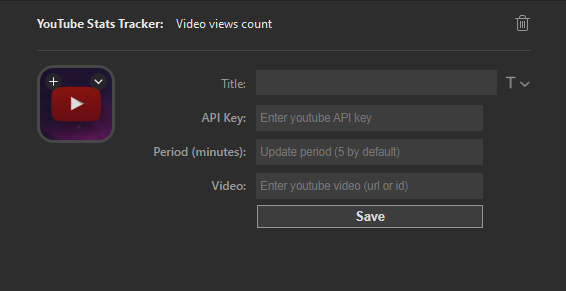 YouTube Stats Tracker: Video views count
Title:
T
API Key: Enter youtube API key
Period (minutes): Update period (5 by default)
Video: Enter youtube video (url or id)
Save